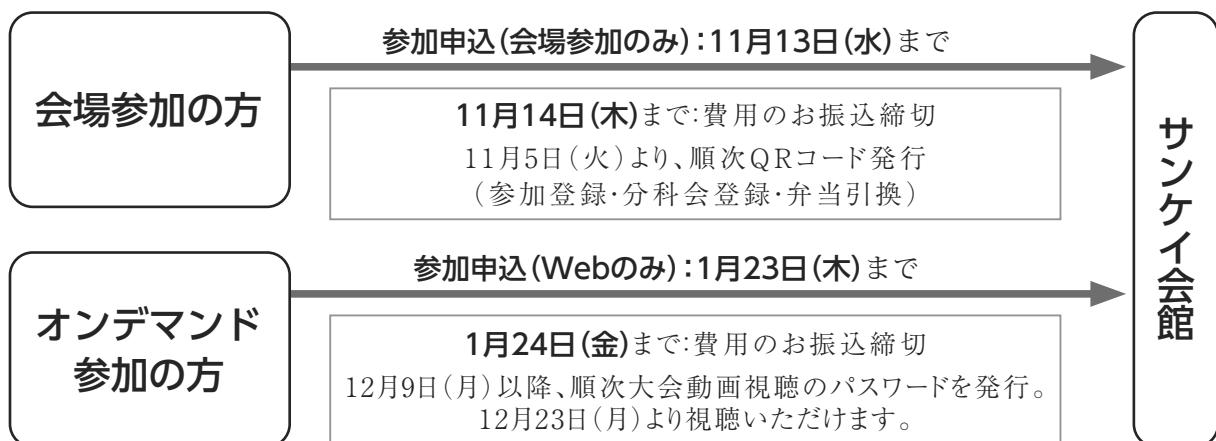 会場参加の方
参加申込(会場参加のみ):11月13日(水)まで
11月14日(木)まで:費用のお振込締切
11月5日(火)より、順次QRコード発行
(参加登録・分科会登録・弁当引換)
オンデマンド
参加の方
参加申込(Webのみ):1月23日(木)まで
1月24日(金)まで:費用のお振込締切
12月9日(月)以降、順次大会動画視聴のパスワードを発行。
12月23日(月)より視聴いただけます。
サンケイ会館